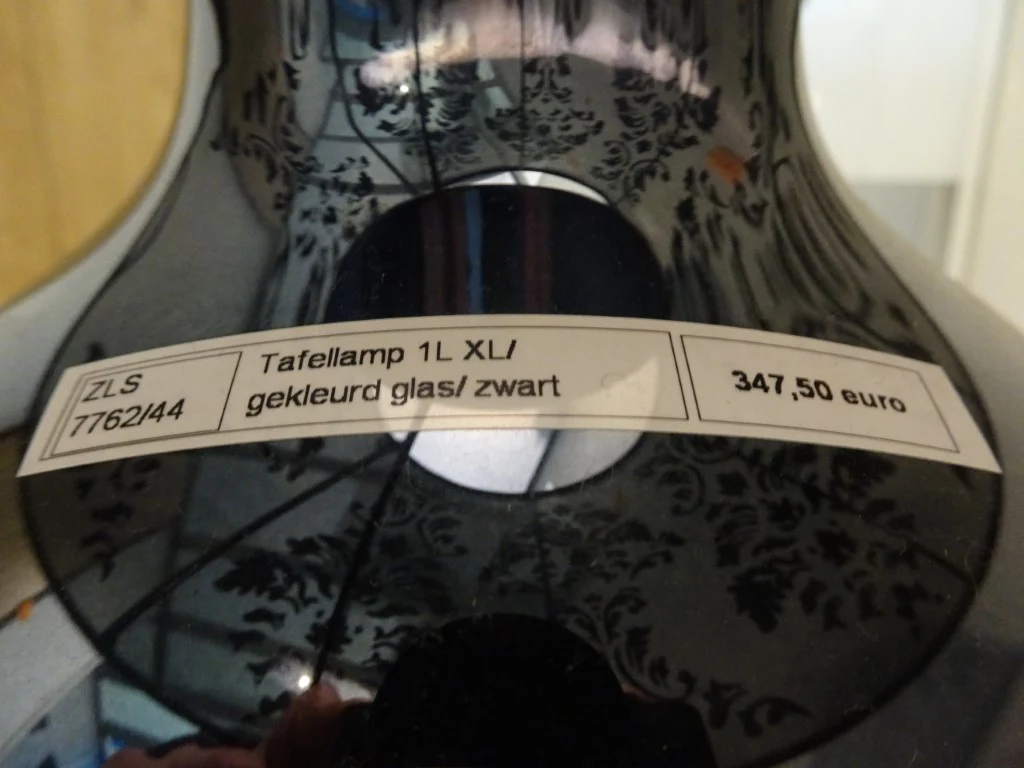 ZLS
7762/44
Tafellamp 1L XL/
gekleurd glas/ zwart
347,50 euro